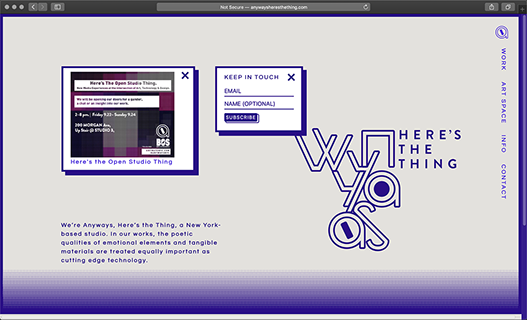 Not Secure — anywaysheresthething.com
Here's The Open Studio Thing.
New Media Experiences at the Intersection of Art, Technology & Design
We will be opening our doors for a gander,
a chat or an insight into our work.
3–8 pm / Friday 9.23 – Sunday 9.24
200 MORGAN Ave,
Up Stair @ STUDIO 5,
BQS
Here's the Open Studio Thing
KEEP IN TOUCH
EMAIL
NAME (OPTIONAL)
SUBSCRIBE
WORK
ART SPACE
INFO
CONTACT
Anyways
HERE'S
THE
THING
We're Anyways, Here's the Thing, a New York-
based studio. In our works, the poetic
qualities of emotional elements and tangible
materials are treated equally important as
cutting edge technology.